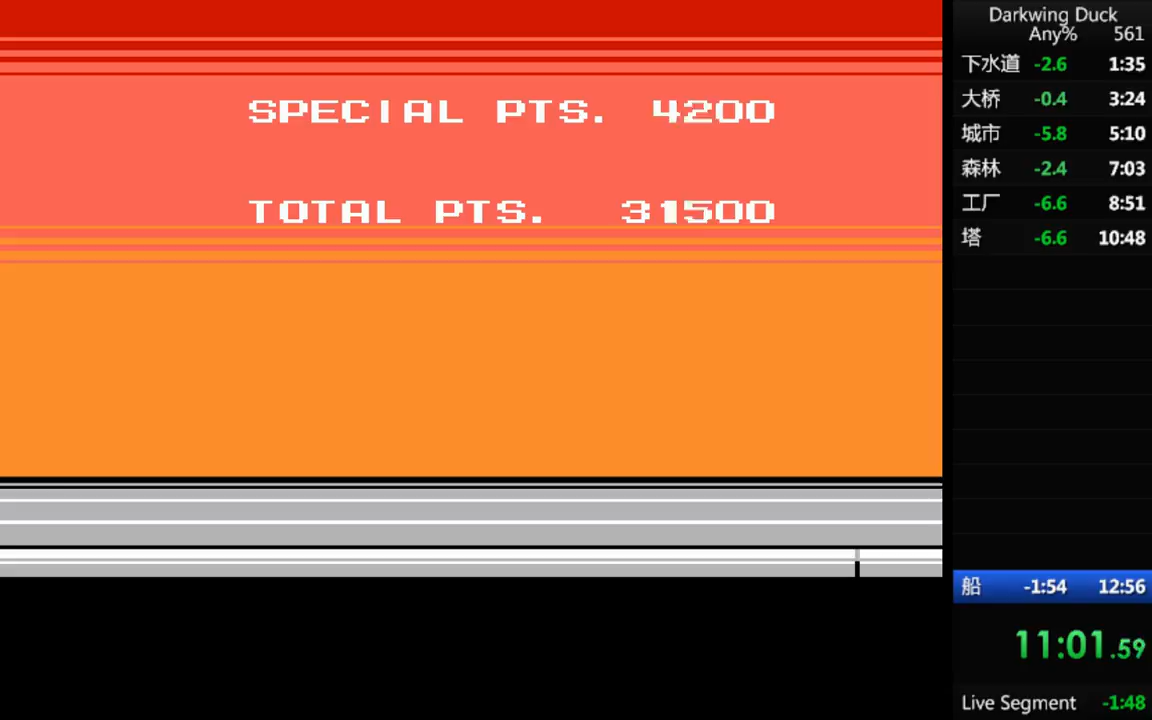 SPECIAL PTS. 4200
TOTAL PTS. 31500
Darkwing Duck
Any% 561
下水道 -2.6 1:35
大桥 -0.4 3:24
城市 -5.8 5:10
森林 -2.4 7:03
工厂 -6.6 8:51
塔 -6.6 10:48
船 -1:54 12:56
11:01.59
Live Segment -1:48